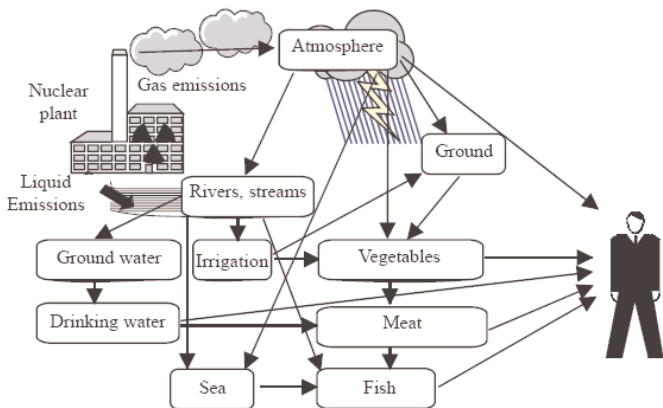 Atmosphere
Gas emissions
Nuclear
plant
Ground
Liquid
Emissions
Rivers, streams
Ground water
Irrigation
Vegetables
Drinking water
Meat
Sea
Fish